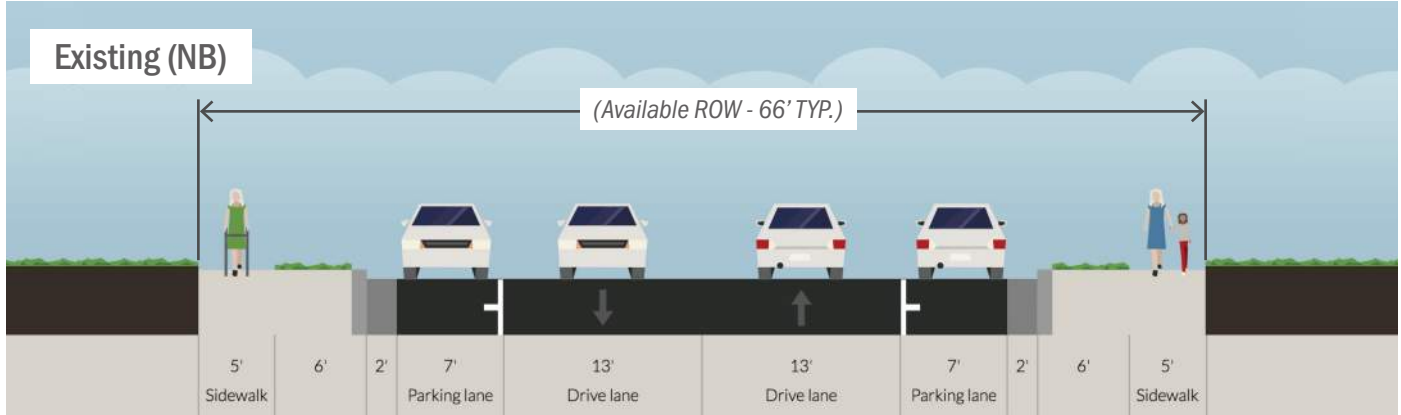 Existing (NB)
(Available ROW - 66' TYP.)
5' 6' 2' 7' 13' 13' 7' 2' 6' 5'
Sidewalk Parking lane Drive lane Drive lane Parking lane Sidewalk